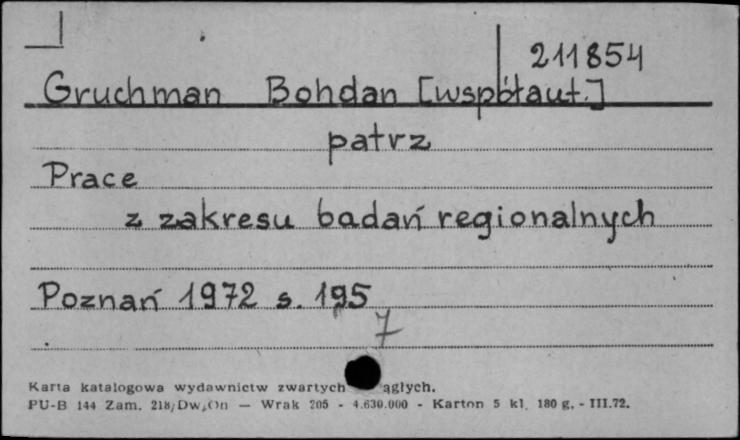 211854
Gruchman Bohdan [współaut.]
patrz
Prace
z zakresu badań regionalnych
Poznań 1972 s. 195
7
Karta katalogowa wydawnictw zwartych ągłych.
PU-B 144 Zam. 218/Dw/On — Wrak 205 - 4.630.000 - Karton 5 kl. 180 g. - III.72.